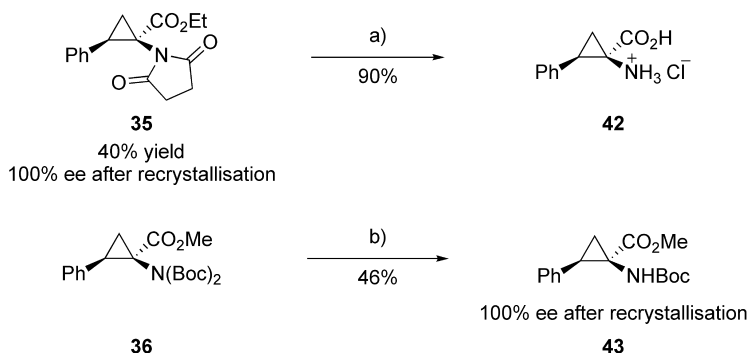 CO2Et
Ph
N
O
O
35
40% yield
100% ee after recrystallisation
a)
90%
CO2H
Ph
+
NH3 Cl−
42
CO2Me
Ph
N(Boc)2
36
b)
46%
CO2Me
Ph
NHBoc
100% ee after recrystallisation
43